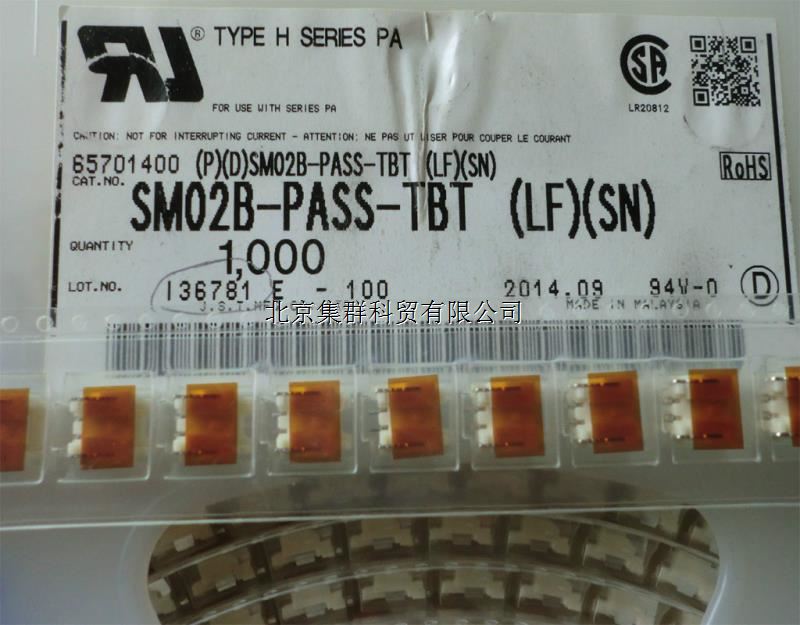 ® TYPE H SERIES PA
FOR USE WITH SERIES PA
LR20812
CAUTION: NOT FOR INTERRUPTING CURRENT - ATTENTION: NE PAS UTILISER POUR COUPER LE COURANT
65701400 (P)(D)SM02B-PASS-TBT (LF)(SN)
RoHS
CAT.NO.
SM02B-PASS-TBT (LF)(SN)
QUANTITY 1,000
LOT.NO. I36781 E - 100 2014.09 94V-0 D
J.S.T.MFG. MADE IN MALAYSIA
北京集群科贸有限公司